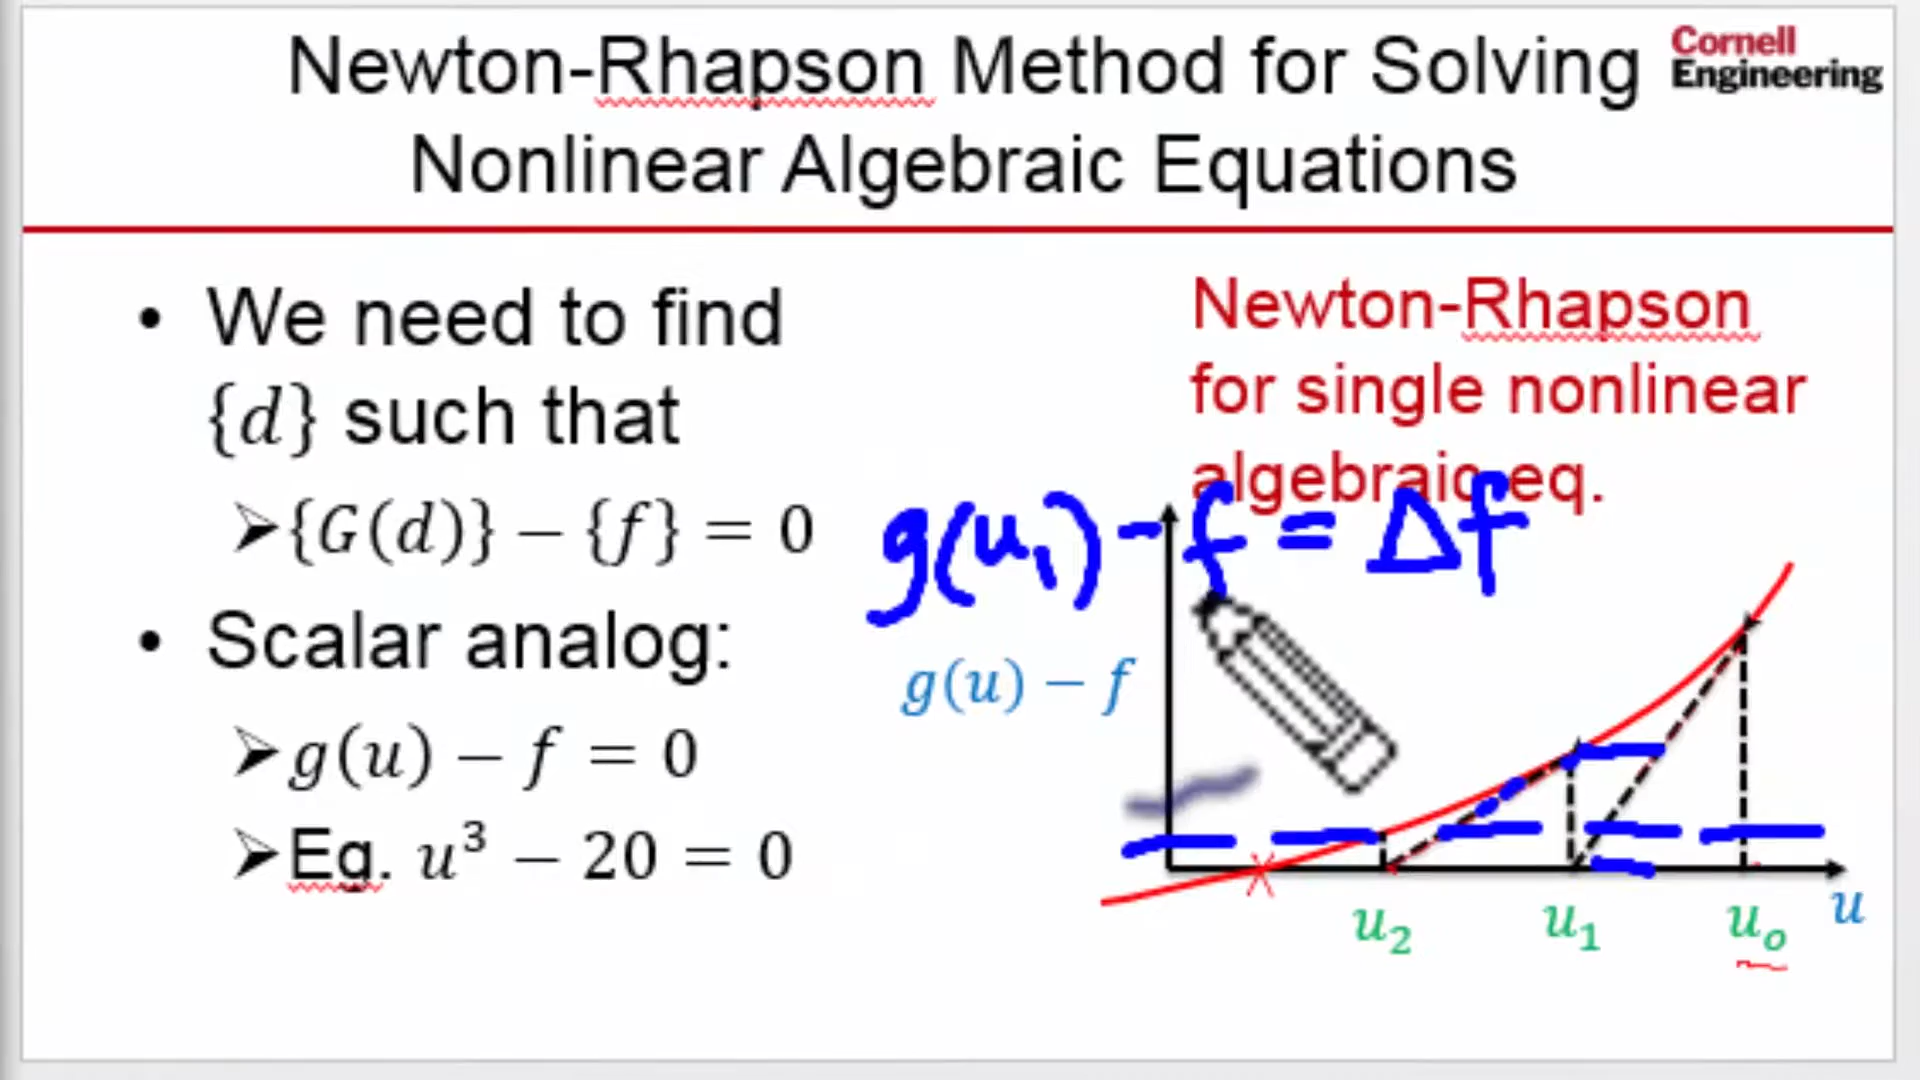 Newton-Rhapson Method for Solving
Nonlinear Algebraic Equations
Cornell
Engineering
• We need to find
{d} such that
➢{G(d)} − {f} = 0
• Scalar analog:
➢g(u) − f = 0
➢Eg. u³ − 20 = 0
Newton-Rhapson
for single nonlinear
algebraic eq.
g(u₁) - f = Δf
g(u) − f
u₂ u₁ uₒ u